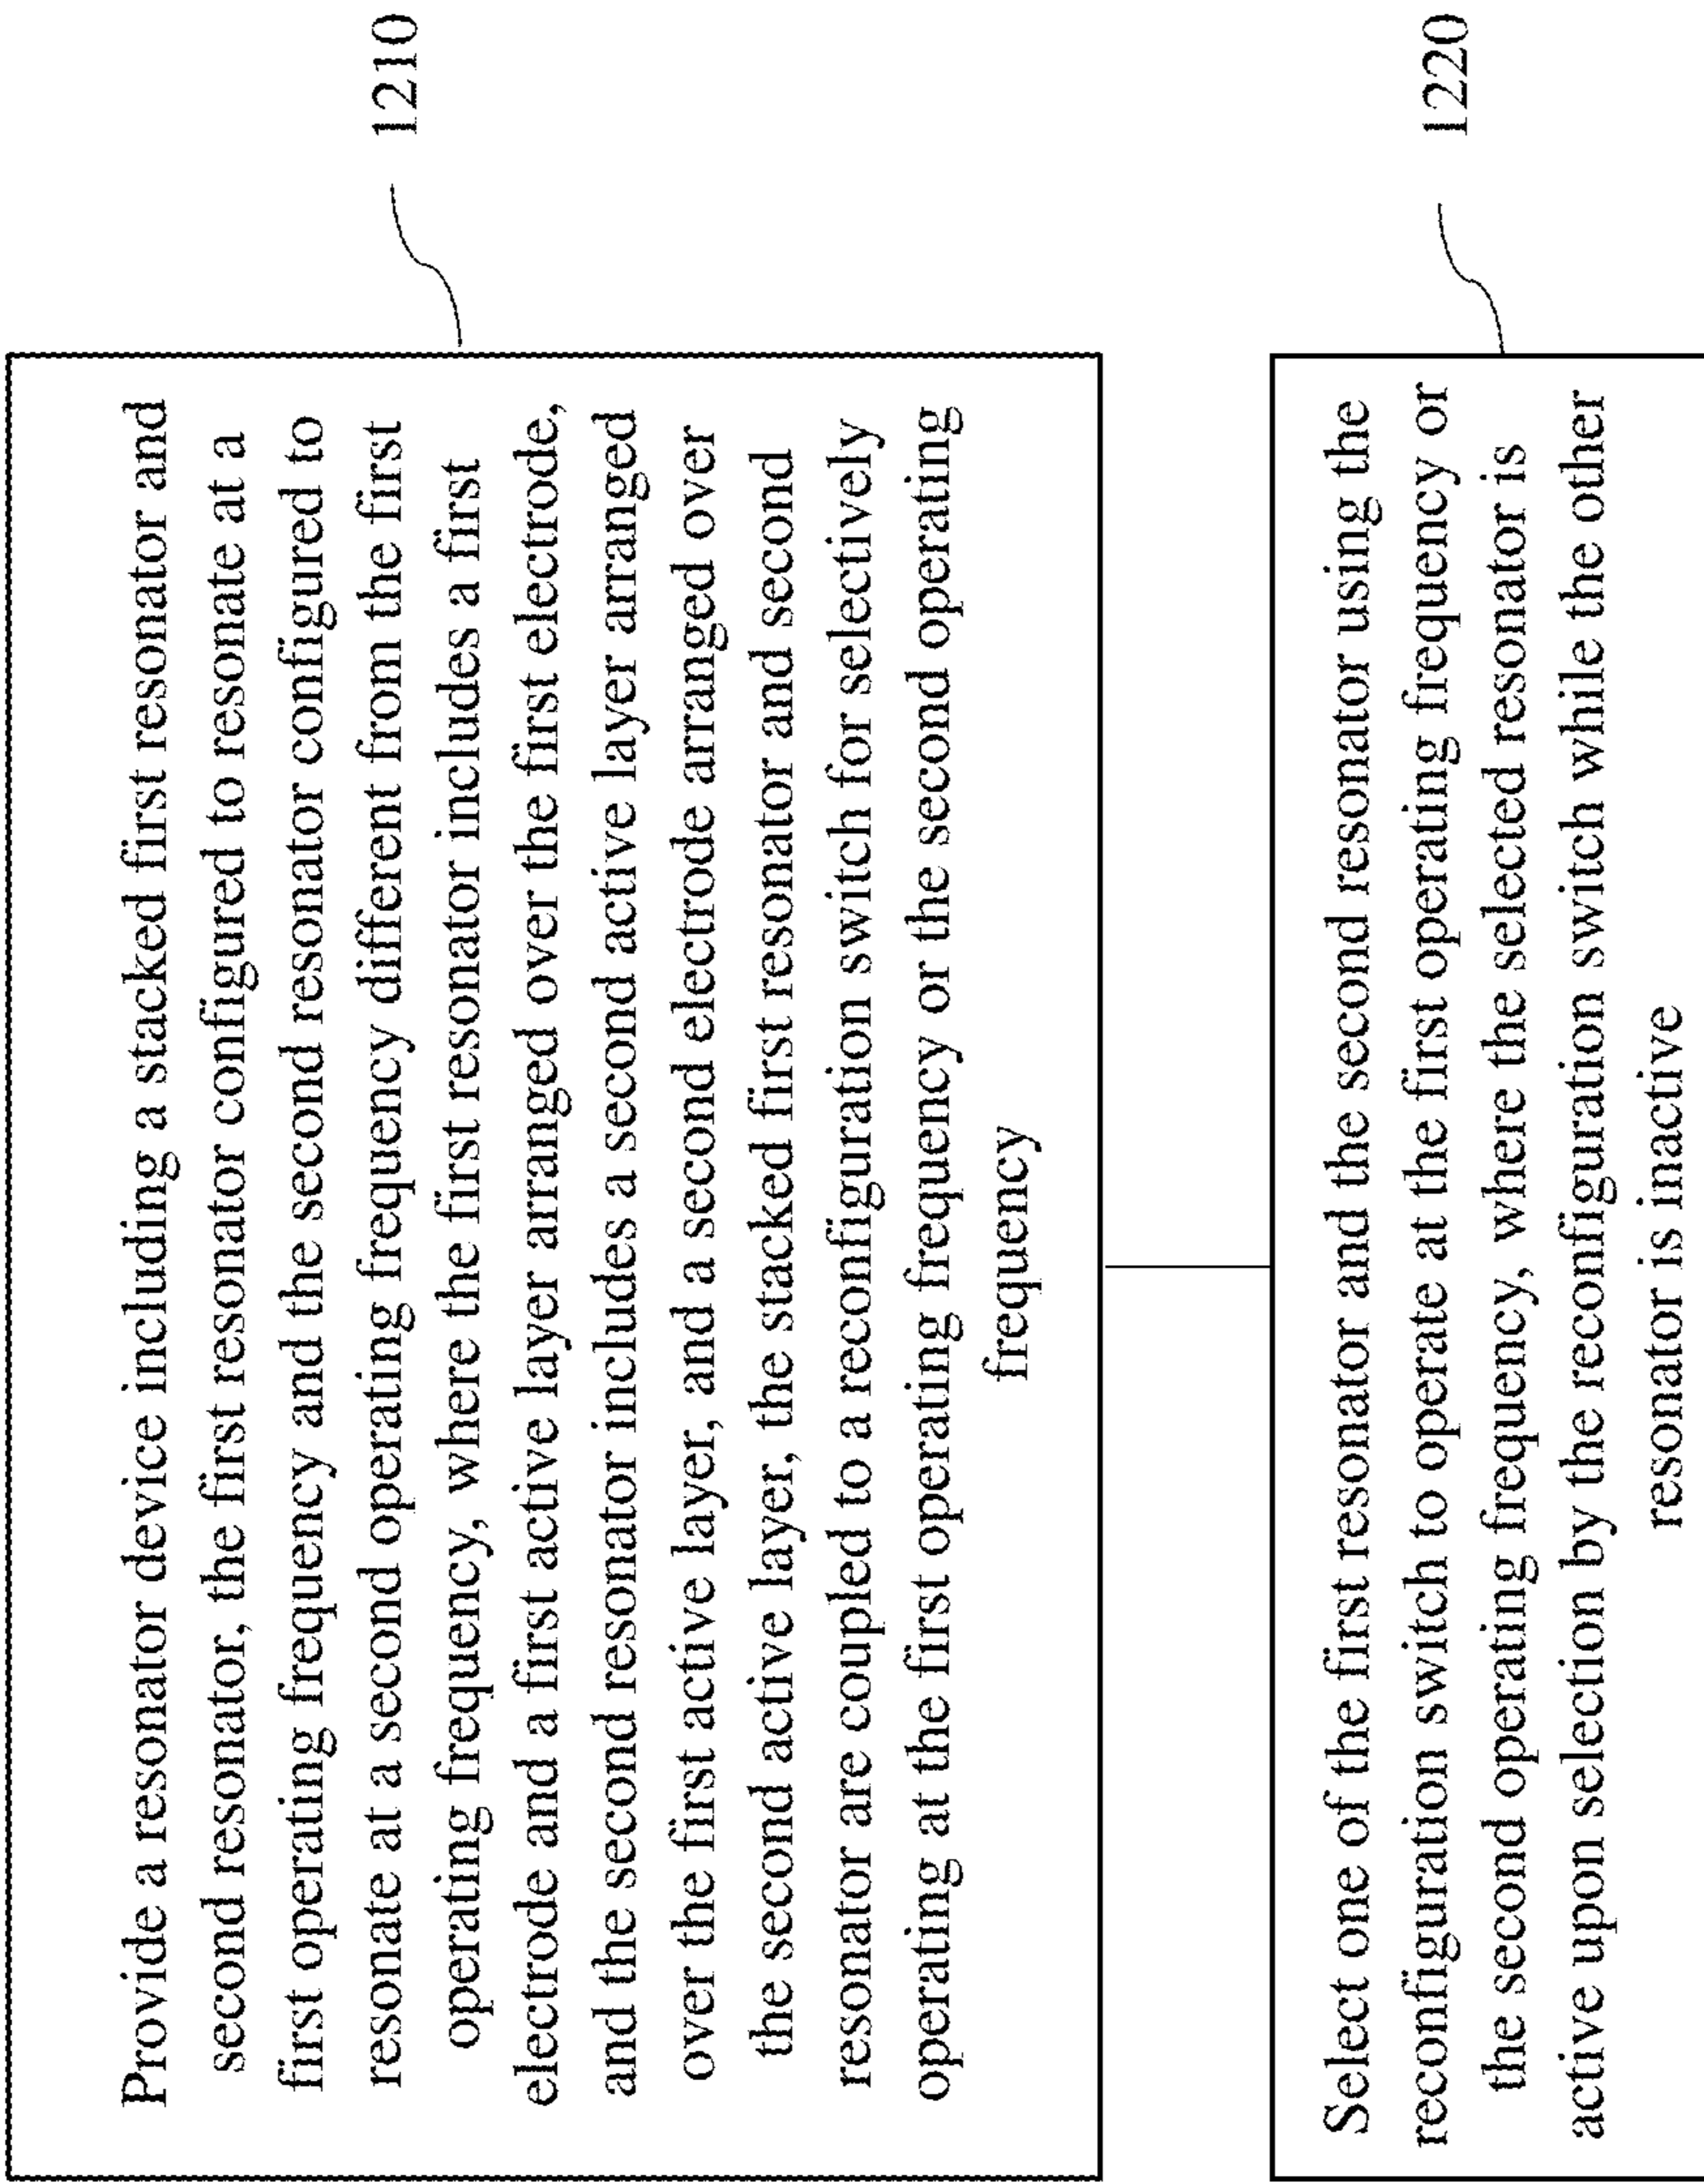 Provide a resonator device including a stacked first resonator and
second resonator, the first resonator configured to resonate at a
first operating frequency and the second resonator configured to
resonate at a second operating frequency different from the first
operating frequency, where the first resonator includes a first
electrode and a first active layer arranged over the first electrode,
and the second resonator includes a second active layer arranged
over the first active layer, and a second electrode arranged over
the second active layer, the stacked first resonator and second
resonator are coupled to a reconfiguration switch for selectively
operating at the first operating frequency or the second operating
frequency
1210
Select one of the first resonator and the second resonator using the
reconfiguration switch to operate at the first operating frequency or
the second operating frequency, where the selected resonator is
active upon selection by the reconfiguration switch while the other
resonator is inactive
1220